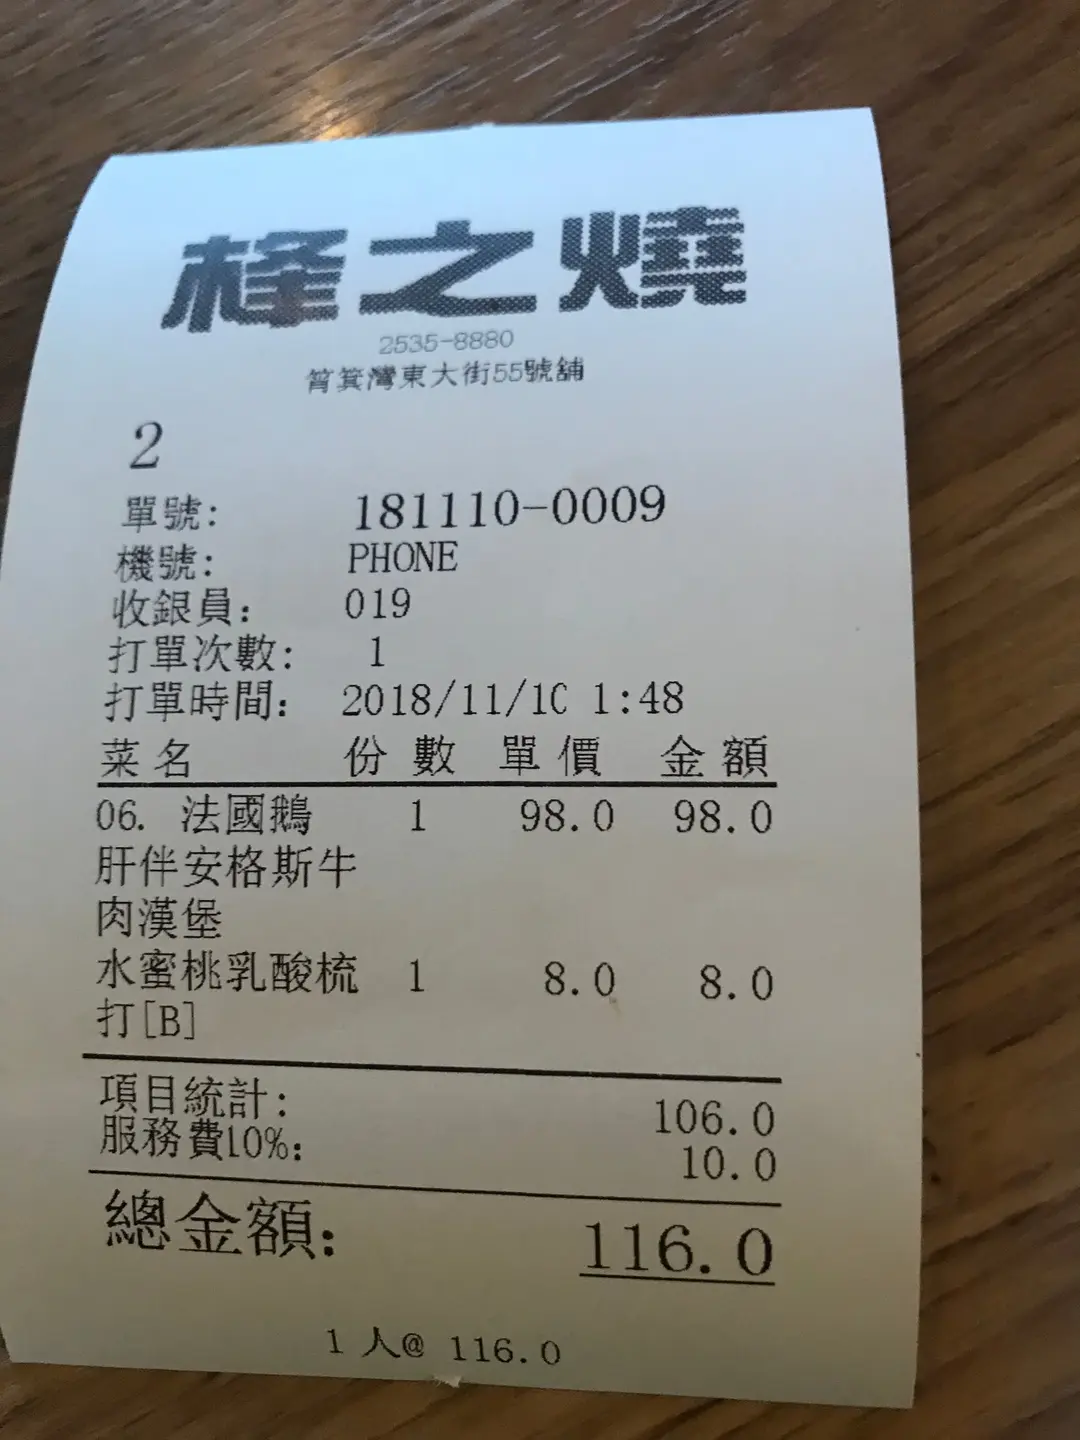 桻之燒
2535-8880
筲箕灣東大街55號舖
2
單號: 181110-0009
機號: PHONE
收銀員: 019
打單次數: 1
打單時間: 2018/11/10 1:48
菜名 份數 單價 金額
06. 法國鵝 1 98.0 98.0
肝伴安格斯牛
肉漢堡
水蜜桃乳酸梳 1 8.0 8.0
打[B]
項目統計: 106.0
服務費10%: 10.0
總金額: 116.0
1 人@ 116.0